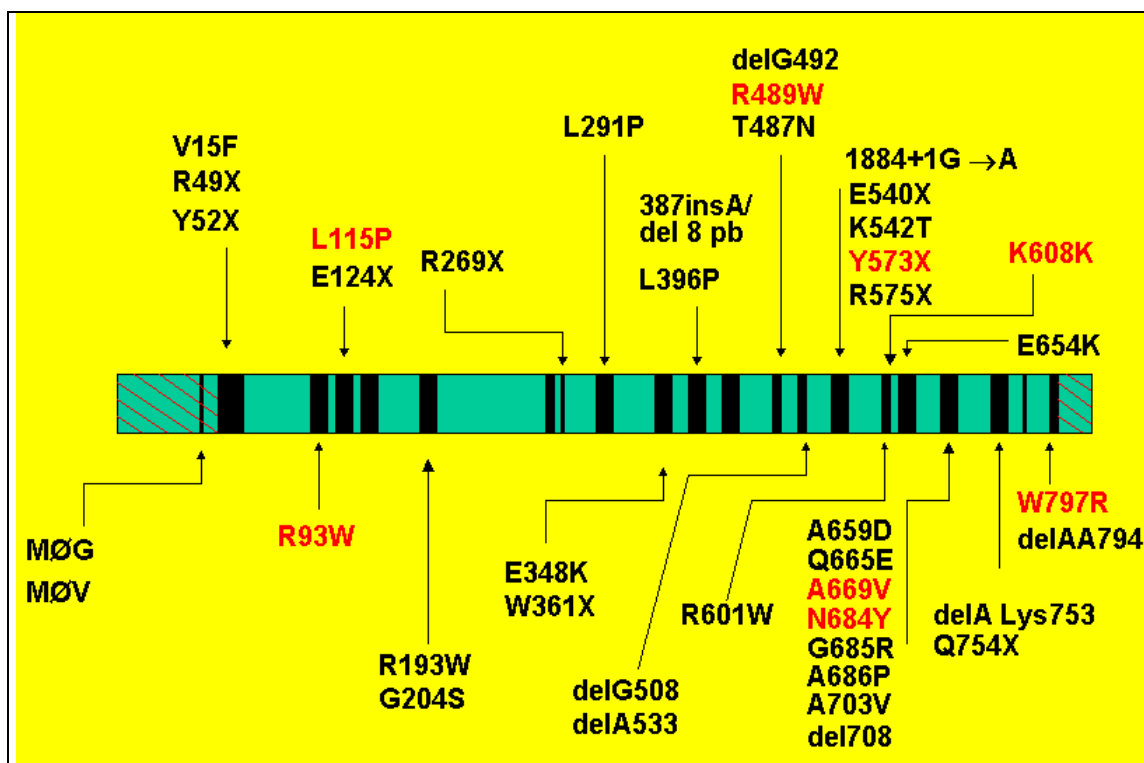 delG492
R489W
T487N
L291P
V15F
R49X
Y52X
1884+1G →A
E540X
K542T
Y573X
R575X
387insA/
del 8 pb
L396P
L115P
E124X
R269X
K608K
E654K
MØG
MØV
R93W
R193W
G204S
E348K
W361X
delG508
delA533
R601W
A659D
Q665E
A669V
N684Y
G685R
A686P
A703V
del708
delA Lys753
Q754X
W797R
delAA794